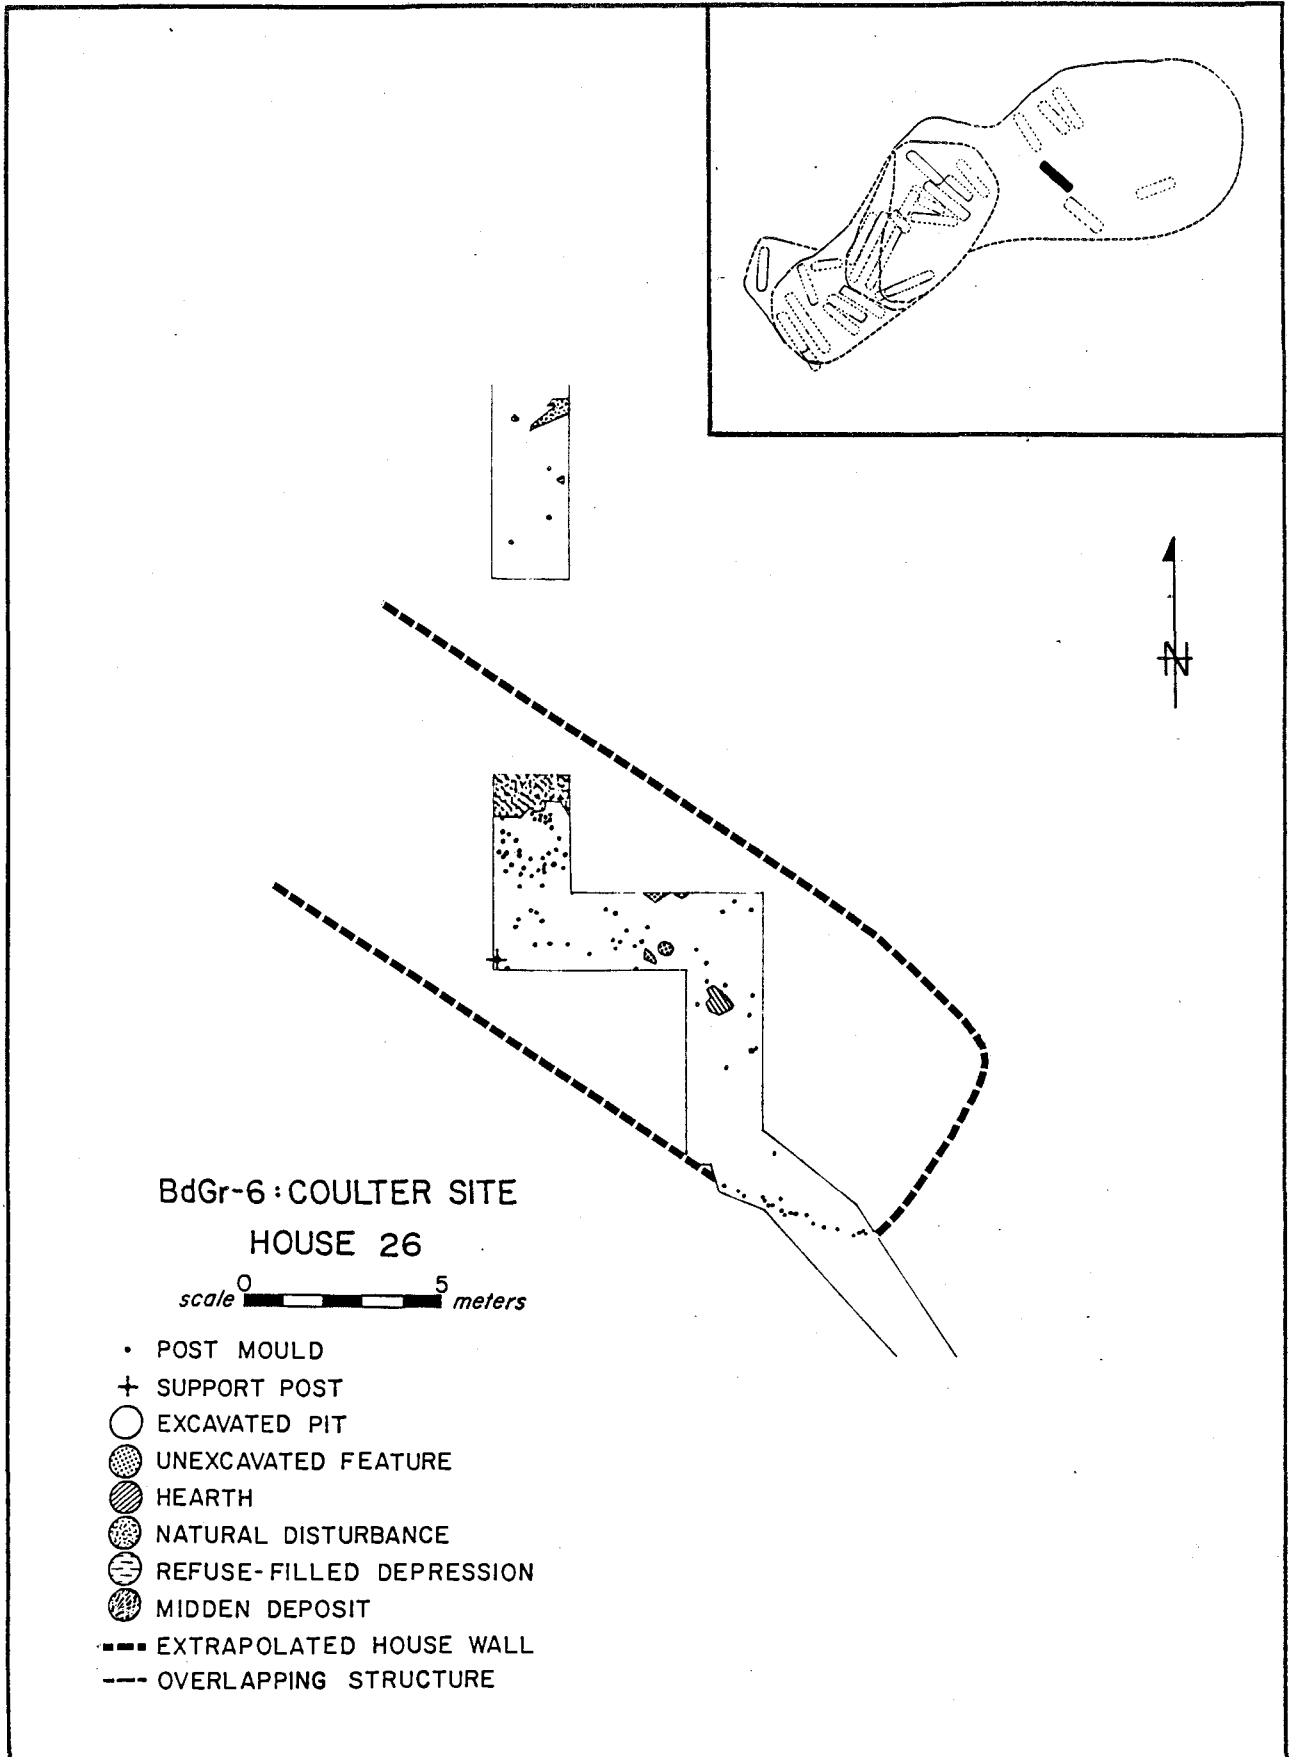 N
BdGr-6: COULTER SITE
HOUSE 26
0 5
scale meters
POST MOULD
SUPPORT POST
EXCAVATED PIT
UNEXCAVATED FEATURE
HEARTH
NATURAL DISTURBANCE
REFUSE-FILLED DEPRESSION
MIDDEN DEPOSIT
EXTRAPOLATED HOUSE WALL
OVERLAPPING STRUCTURE